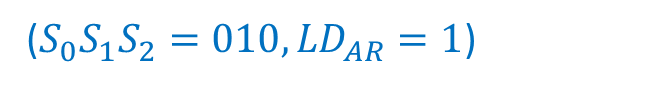 (S₀S₁S₂ = 010, LD_AR = 1)